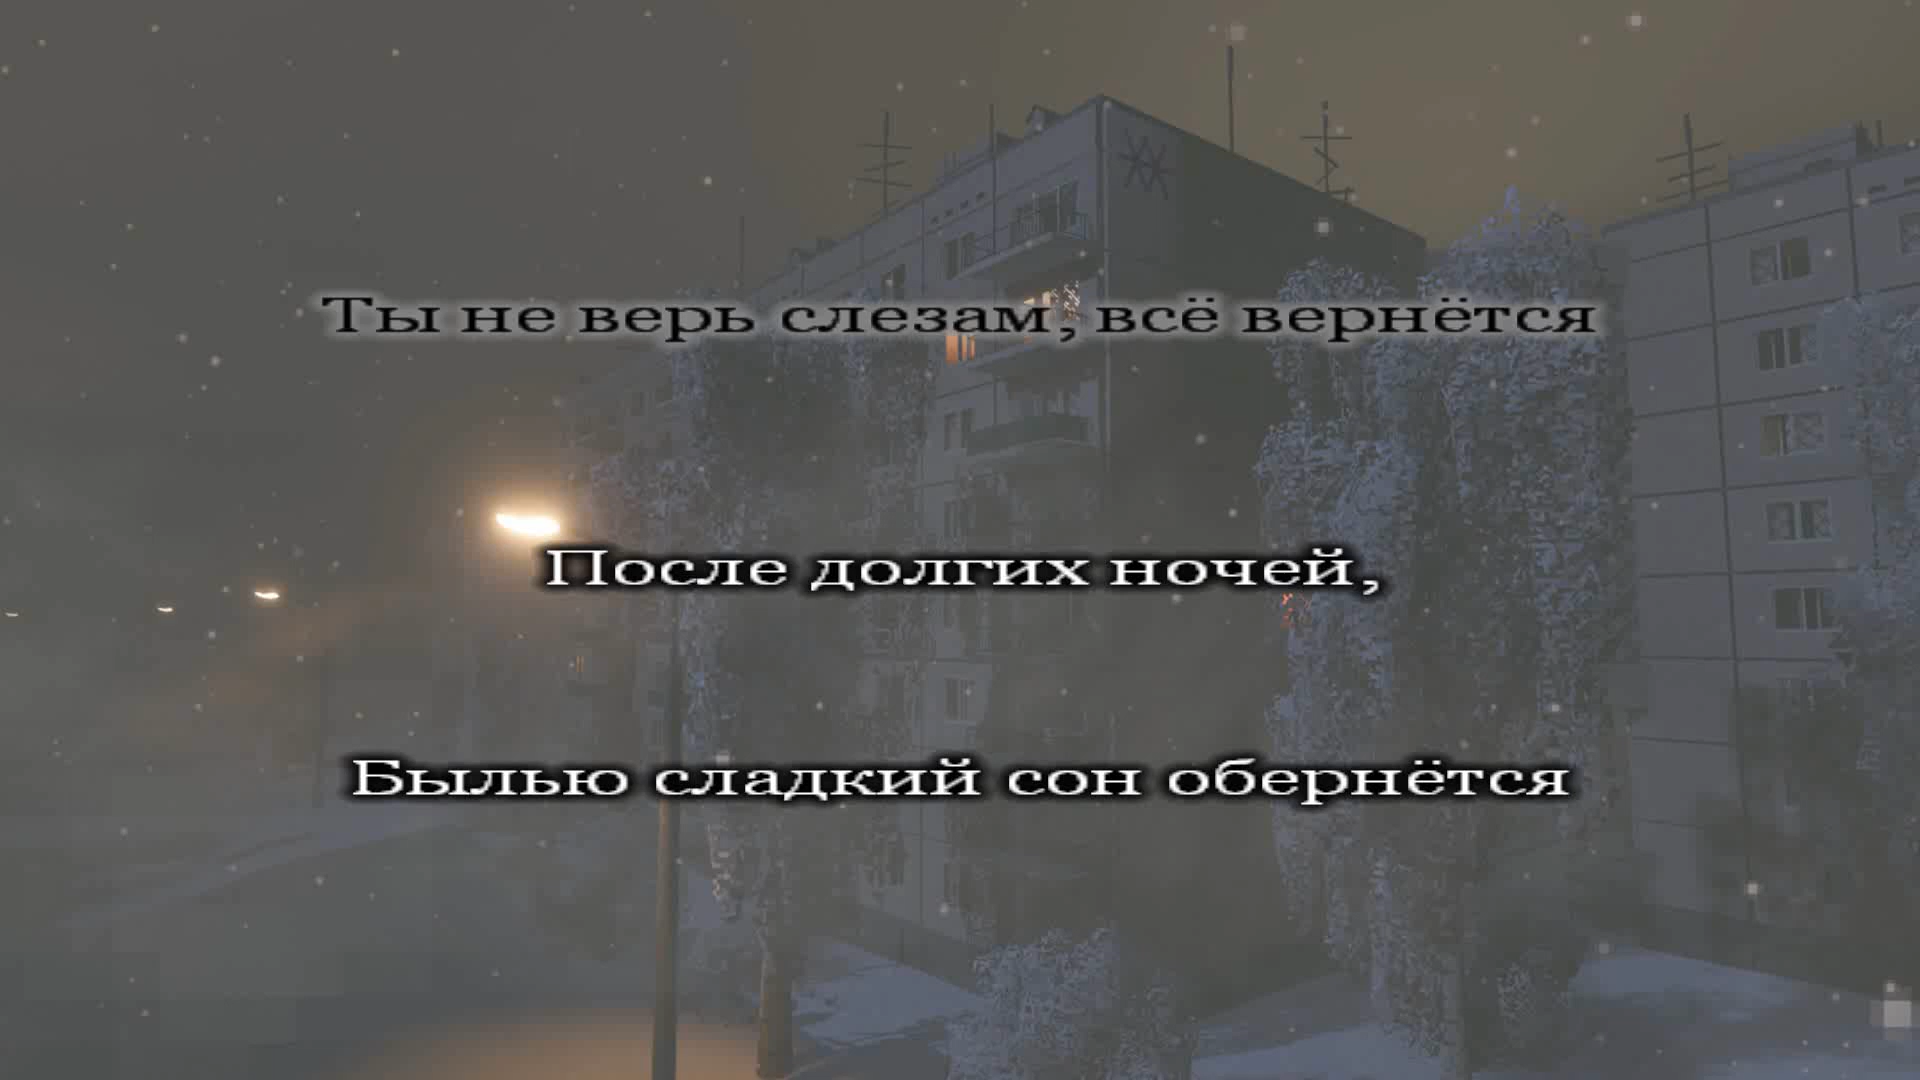 Ты не верь слезам, всё вернётся
После долгих ночей,
Былью сладкий сон обернётся